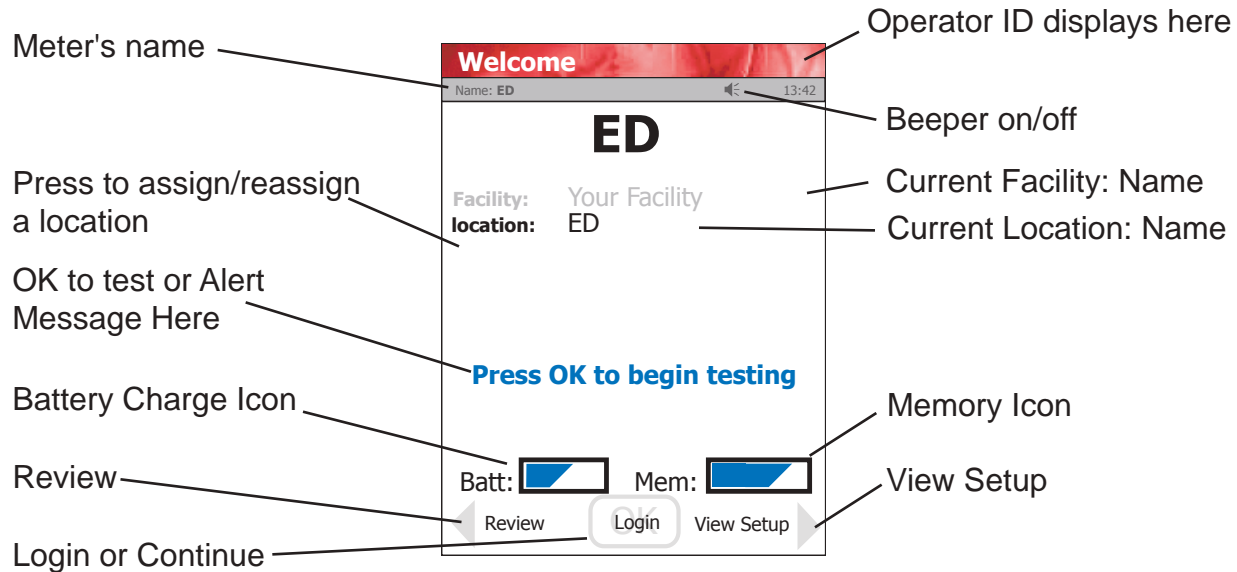 Meter's name
Operator ID displays here
Welcome
Name: ED
13:42
Beeper on/off
ED
Press to assign/reassign
a location
Facility: Your Facility
Current Facility: Name
location: ED
Current Location: Name
OK to test or Alert
Message Here
Press OK to begin testing
Battery Charge Icon
Memory Icon
Batt:
Mem:
Review
View Setup
Review
OK
Login
View Setup
Login or Continue